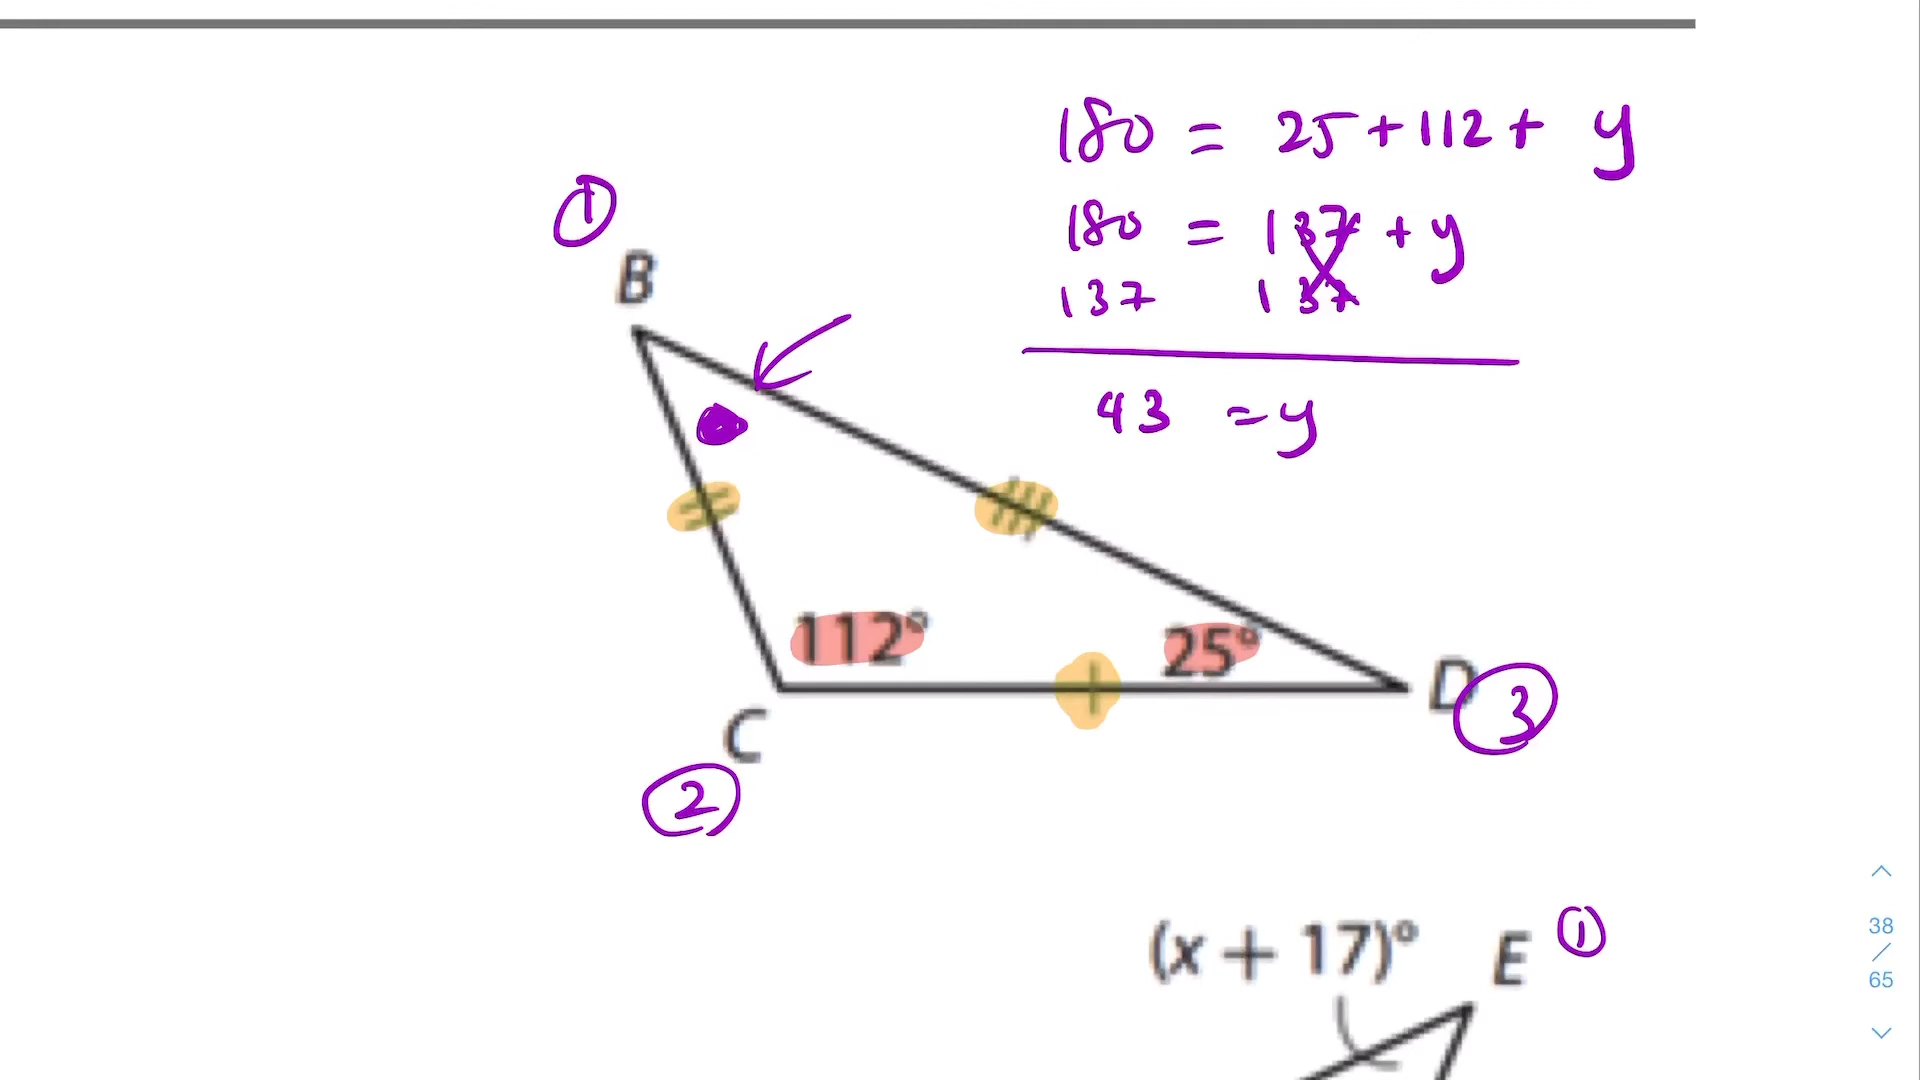 180 = 25 + 112 + y
180 = 137 + y
137 137
43 = y
1
B
112°
25°
C
D
3
2
(x + 17)° E 1
38
/
65